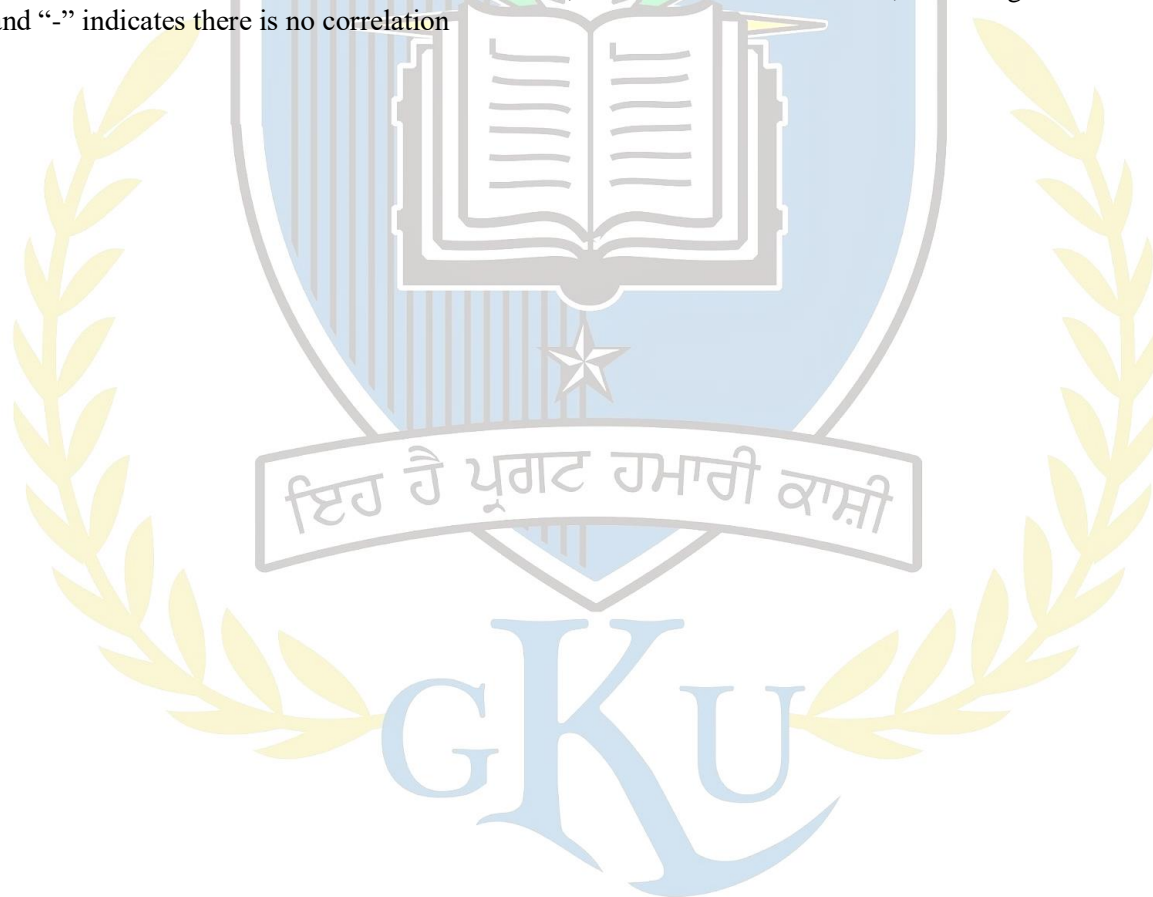 and “-” indicates there is no correlation
ਇਹ ਹੈ ਪ੍ਰਗਟ ਹਮਾਰੀ ਕਾਸ਼ੀ
GKU